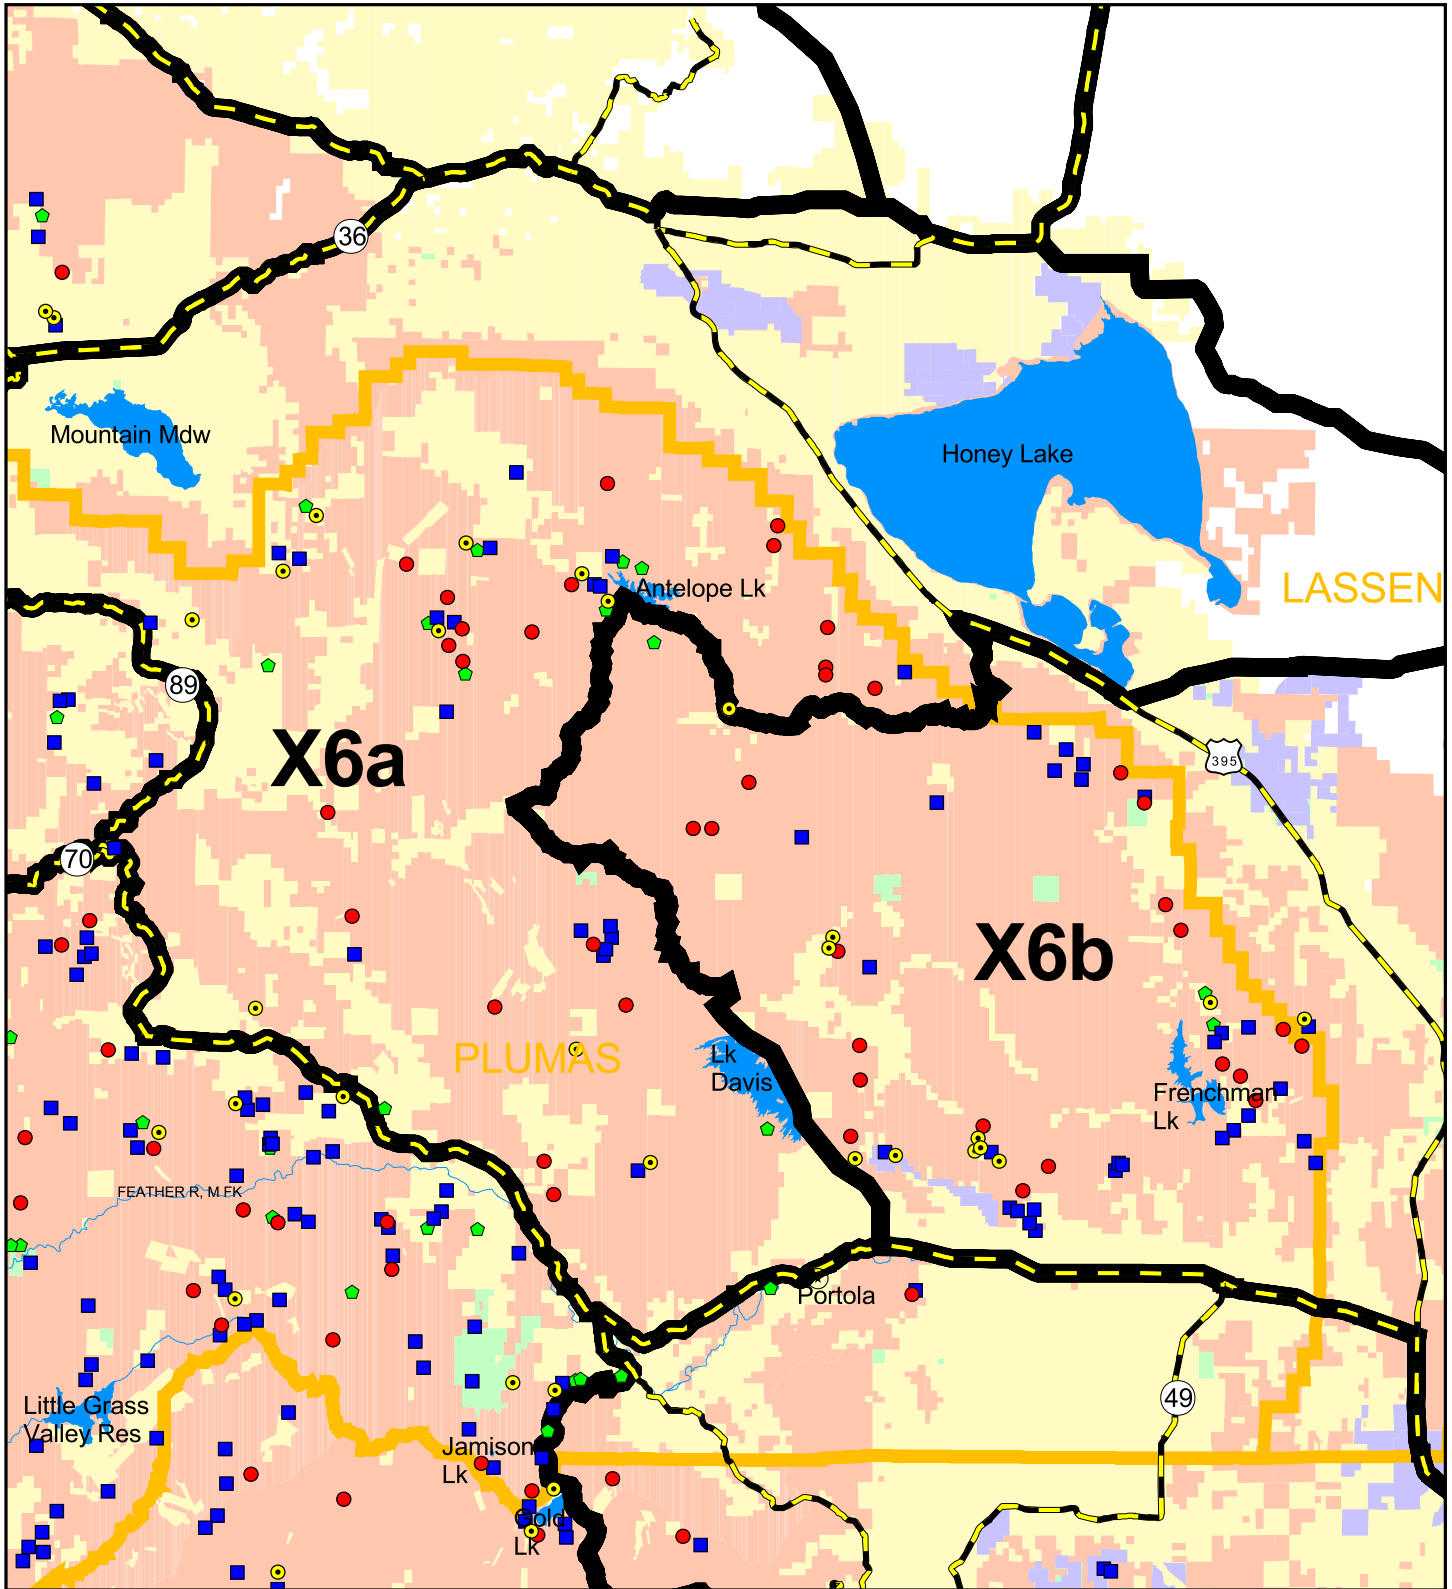 36
Mountain Mdw
Honey Lake
Antelope Lk
LASSEN
89
X6a
395
70
X6b
PLUMAS
Lk
Davis
Frenchman
Lk
FEATHER R, M FK
Portola
49
Little Grass
Valley Res
Jamison
Lk
Gold
Lk